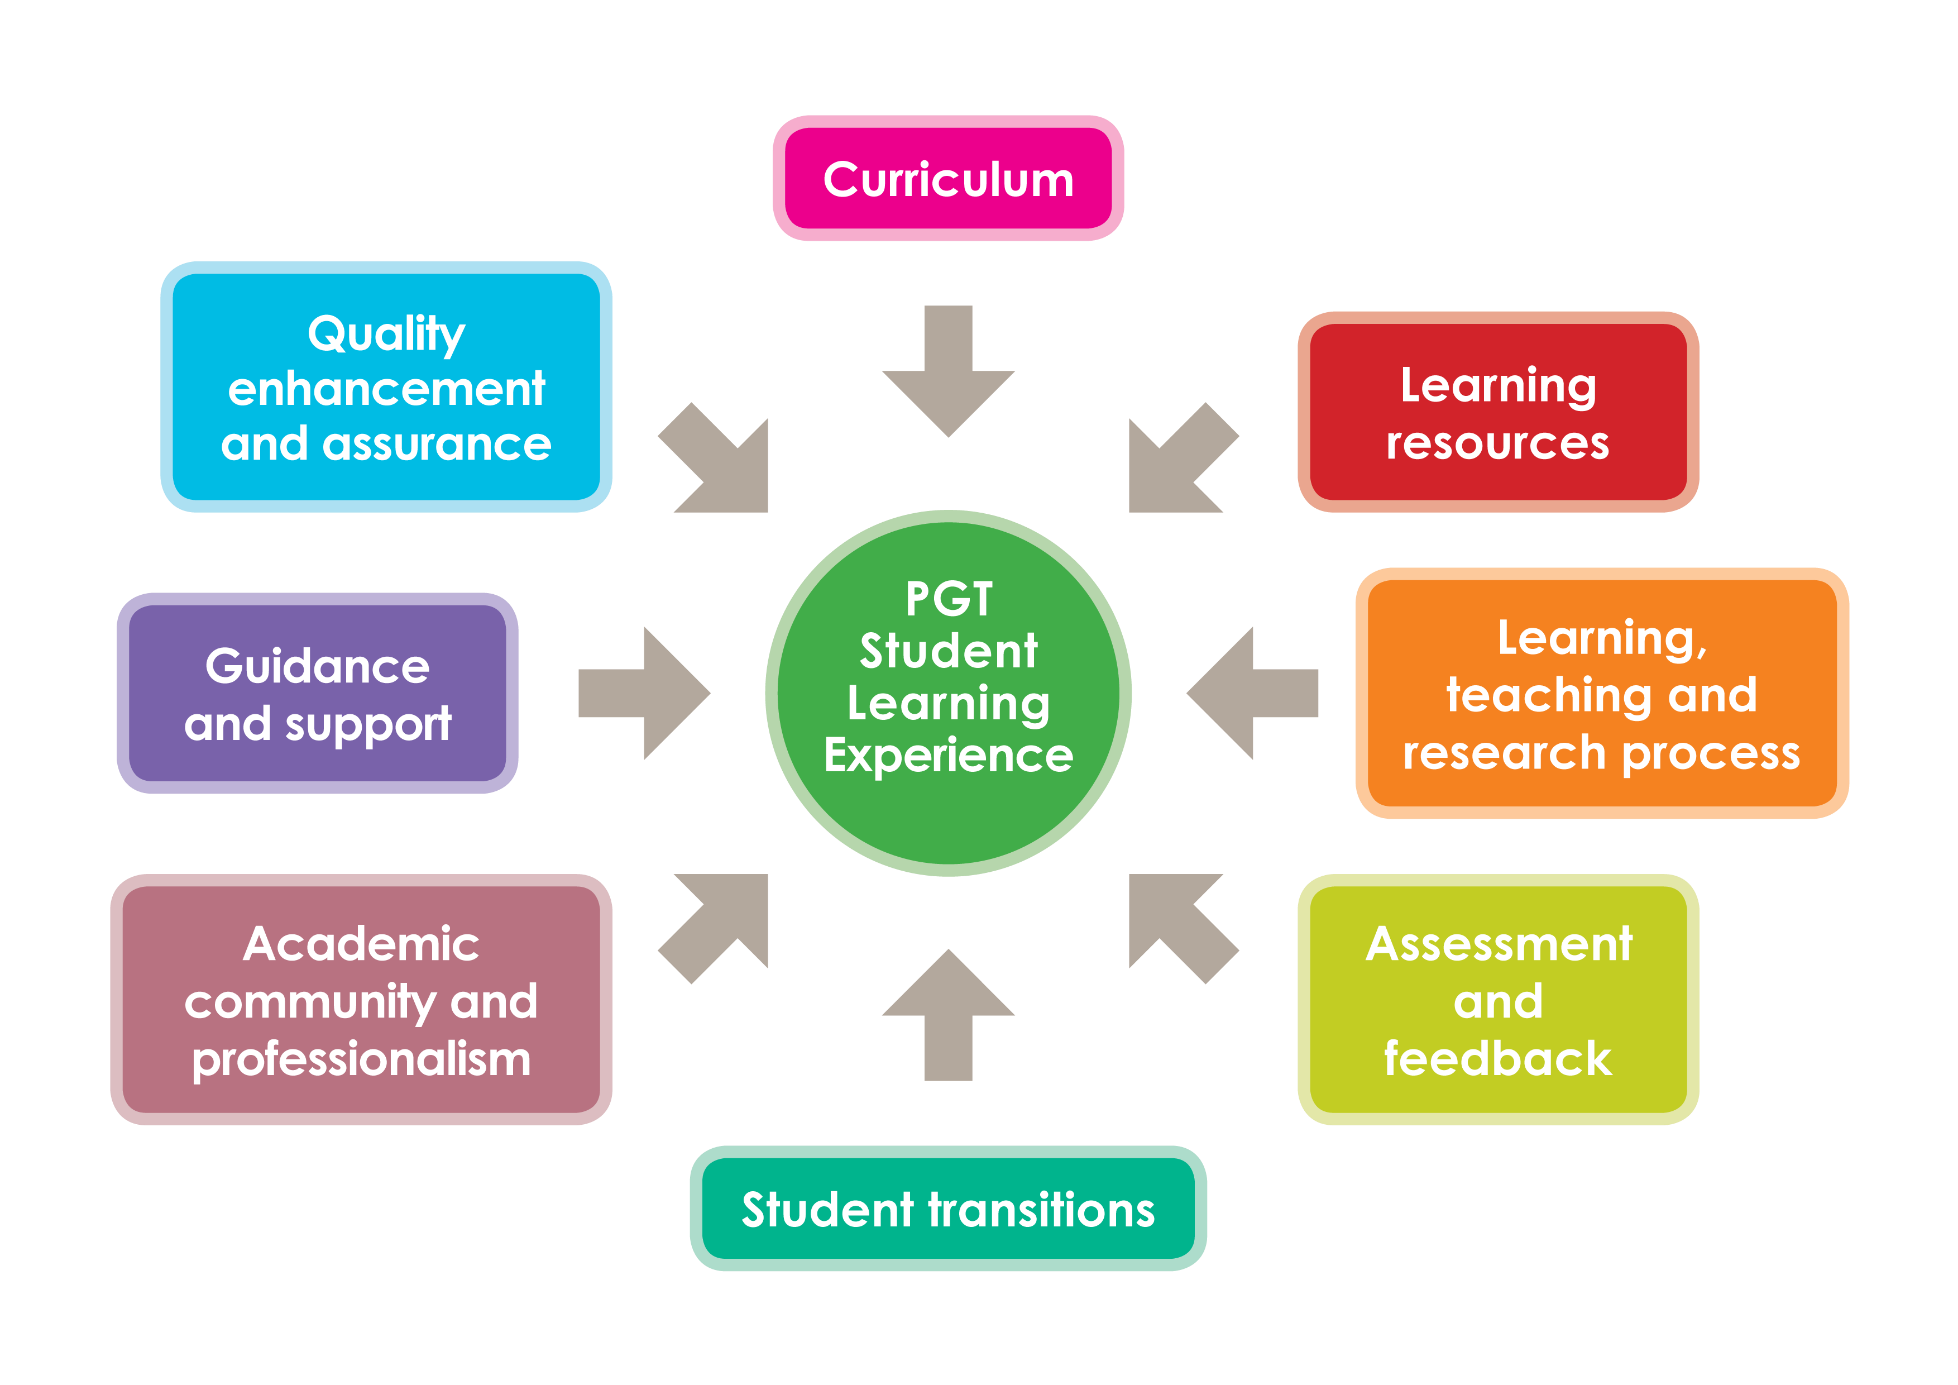 Curriculum
Quality
enhancement
and assurance
Learning
resources
PGT
Student
Learning
Experience
Guidance
and support
Learning,
teaching and
research process
Academic
community and
professionalism
Assessment
and
feedback
Student transitions